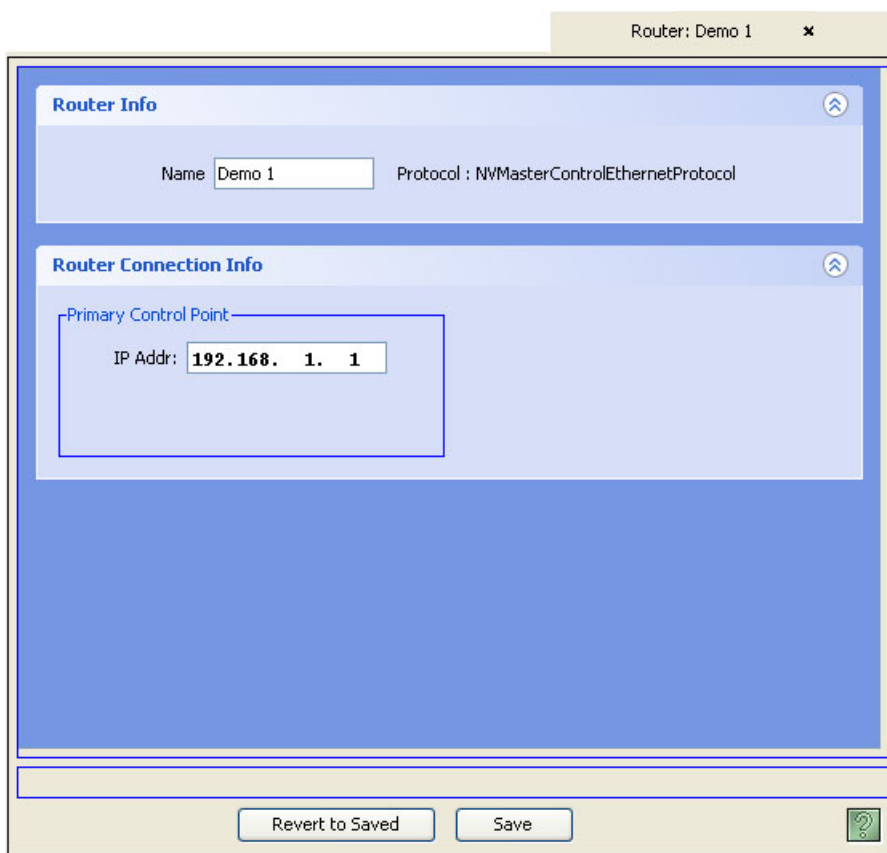 Router: Demo 1 ×
Router Info
Name Demo 1 Protocol : NVMasterControlEthernetProtocol
Router Connection Info
Primary Control Point
IP Addr: 192.168. 1. 1
Revert to Saved Save ?